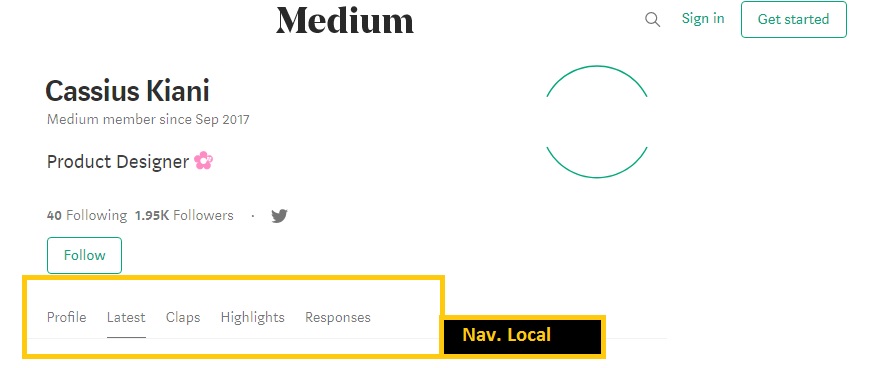 Medium
Sign in
Get started
Cassius Kiani
Medium member since Sep 2017
Product Designer 🌸
40 Following 1.95K Followers ·
Follow
Profile Latest Claps Highlights Responses
Nav. Local